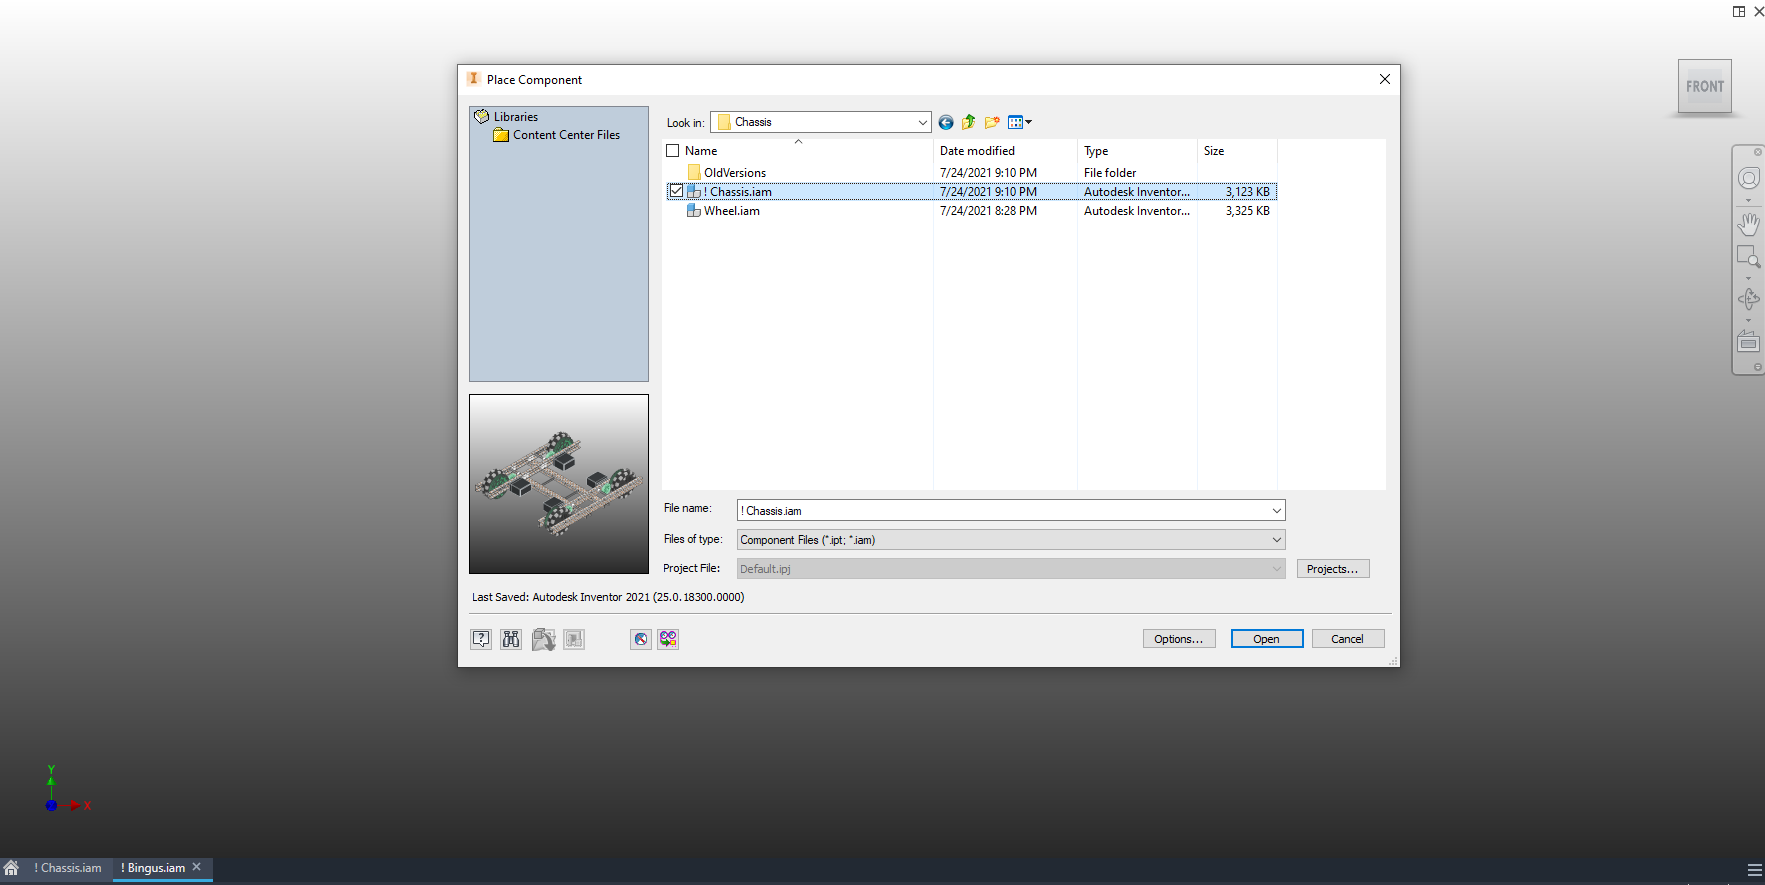 Place Component
FRONT
Libraries
Content Center Files
Look in: Chassis
Name Date modified Type Size
OldVersions 7/24/2021 9:10 PM File folder
! Chassis.iam 7/24/2021 9:10 PM Autodesk Inventor... 3,123 KB
Wheel.iam 7/24/2021 8:28 PM Autodesk Inventor... 3,325 KB
File name: ! Chassis.iam
Files of type: Component Files (*.ipt; *.iam)
Project File: Default.ipj Projects...
Last Saved: Autodesk Inventor 2021 (25.0.18300.0000)
Options... Open Cancel
Y
X
! Chassis.iam ! Bingus.iam